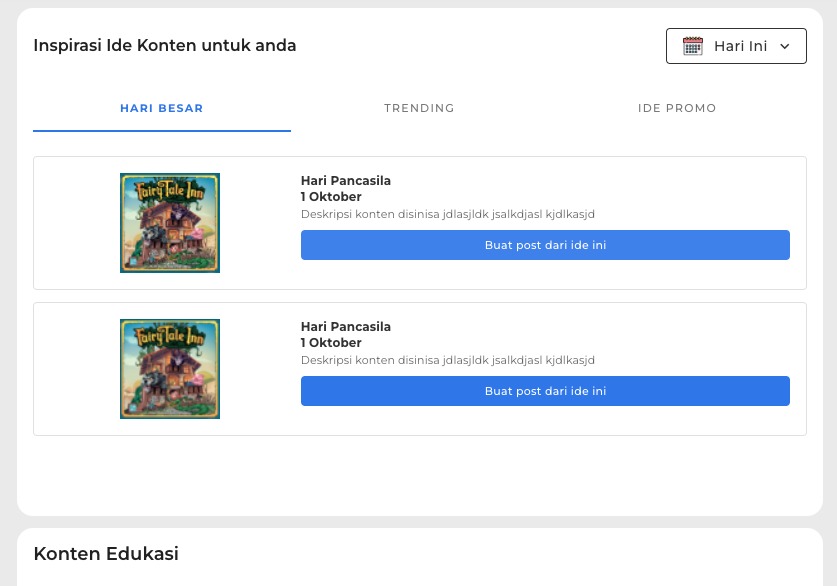 Inspirasi Ide Konten untuk anda
Hari Ini
HARI BESAR
TRENDING
IDE PROMO
Fairy Tale Inn
Hari Pancasila
1 Oktober
Deskripsi konten disinisa jdlasjldk jsalkdjasl kjdlkasjd
Buat post dari ide ini
Fairy Tale Inn
Hari Pancasila
1 Oktober
Deskripsi konten disinisa jdlasjldk jsalkdjasl kjdlkasjd
Buat post dari ide ini
Konten Edukasi